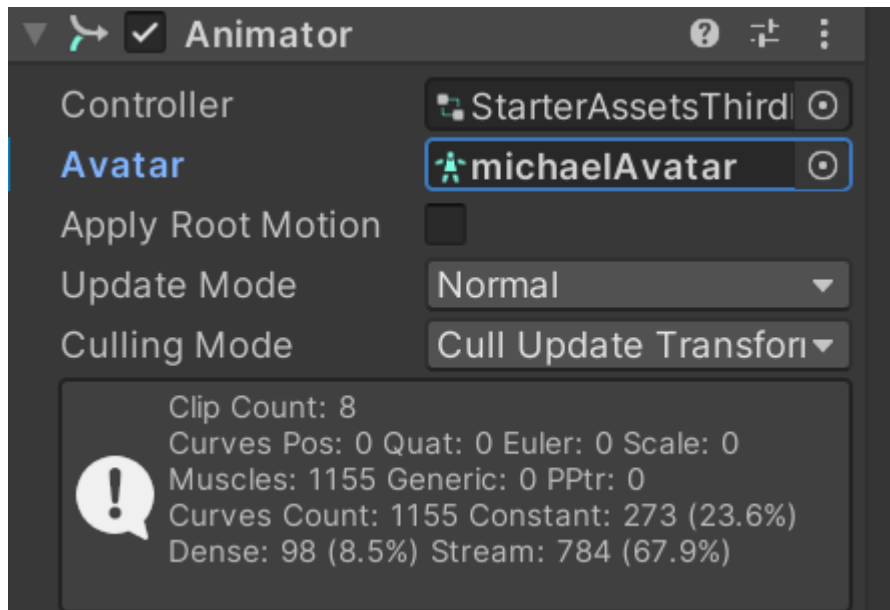 Animator
Controller StarterAssetsThird
Avatar michaelAvatar
Apply Root Motion
Update Mode Normal
Culling Mode Cull Update Transfor
Clip Count: 8
Curves Pos: 0 Quat: 0 Euler: 0 Scale: 0
Muscles: 1155 Generic: 0 PPtr: 0
Curves Count: 1155 Constant: 273 (23.6%)
Dense: 98 (8.5%) Stream: 784 (67.9%)